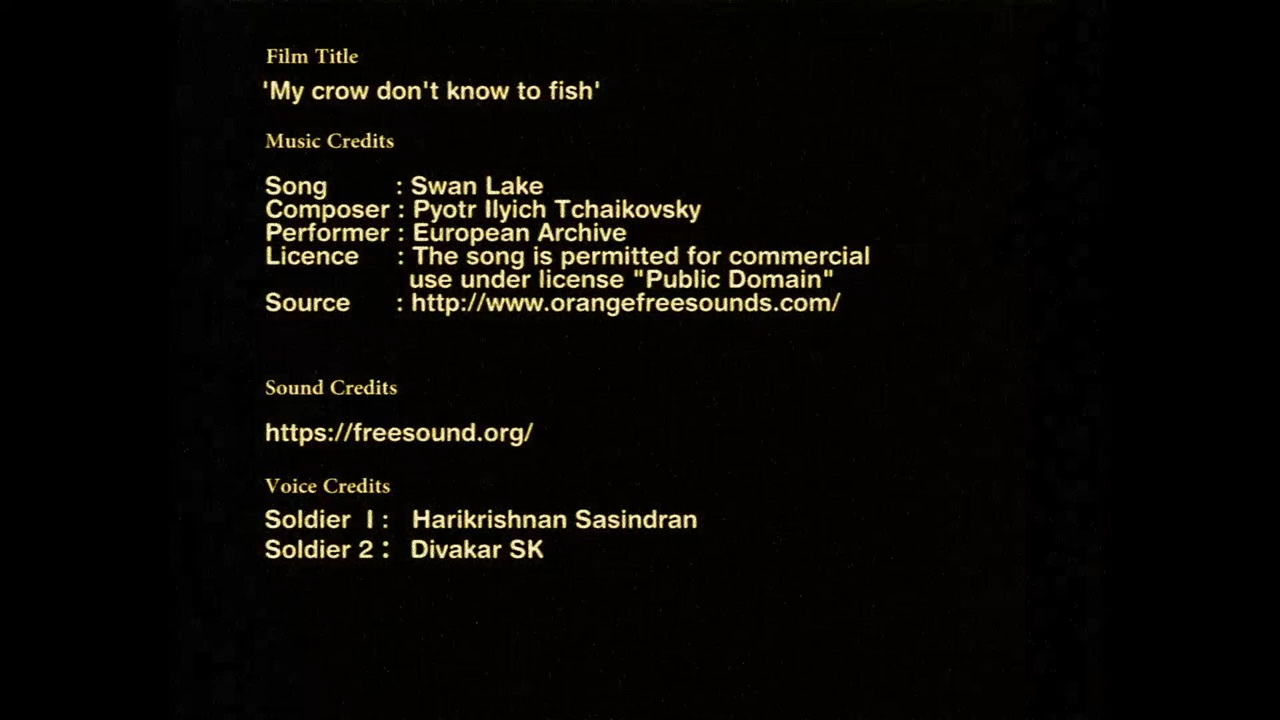 Film Title
'My crow don't know to fish'
Music Credits
Song : Swan Lake
Composer : Pyotr Ilyich Tchaikovsky
Performer : European Archive
Licence : The song is permitted for commercial
use under license "Public Domain"
Source : http://www.orangefreesounds.com/
Sound Credits
https://freesound.org/
Voice Credits
Soldier 1 : Harikrishnan Sasindran
Soldier 2 : Divakar SK